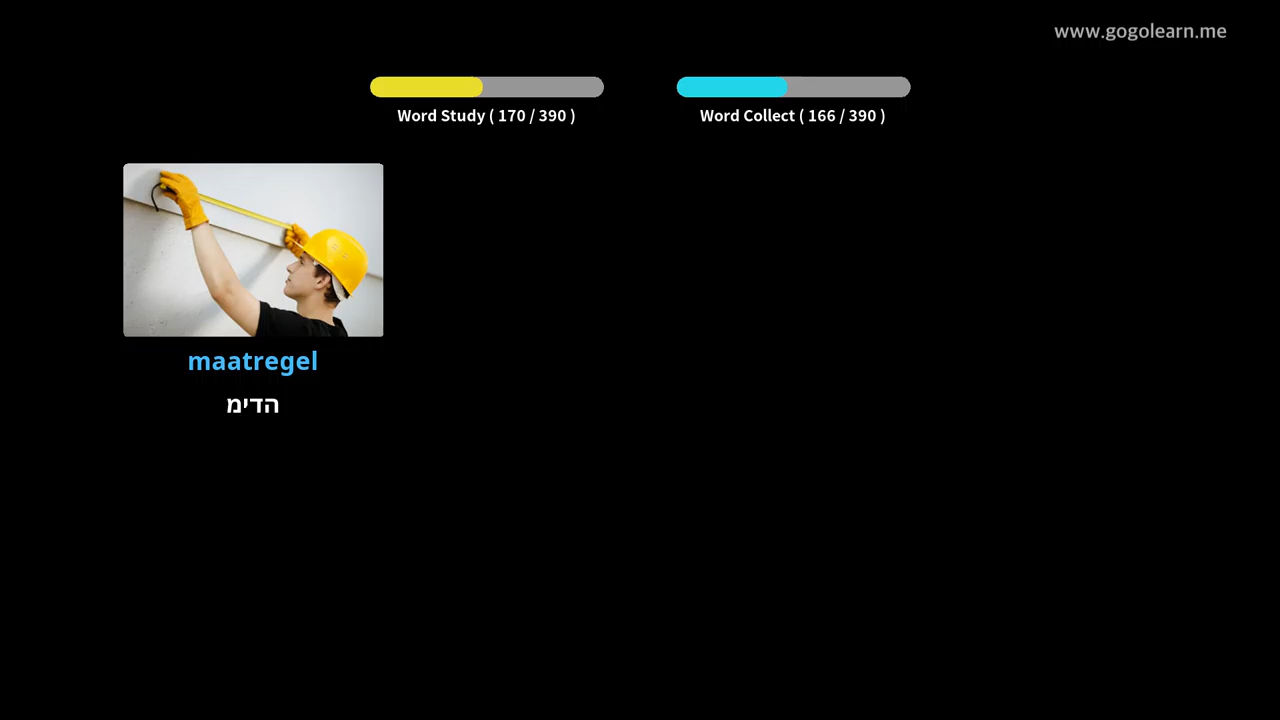 www.gogolearn.me
Word Study ( 170 / 390 )
Word Collect ( 166 / 390 )
maatregel
הדימ